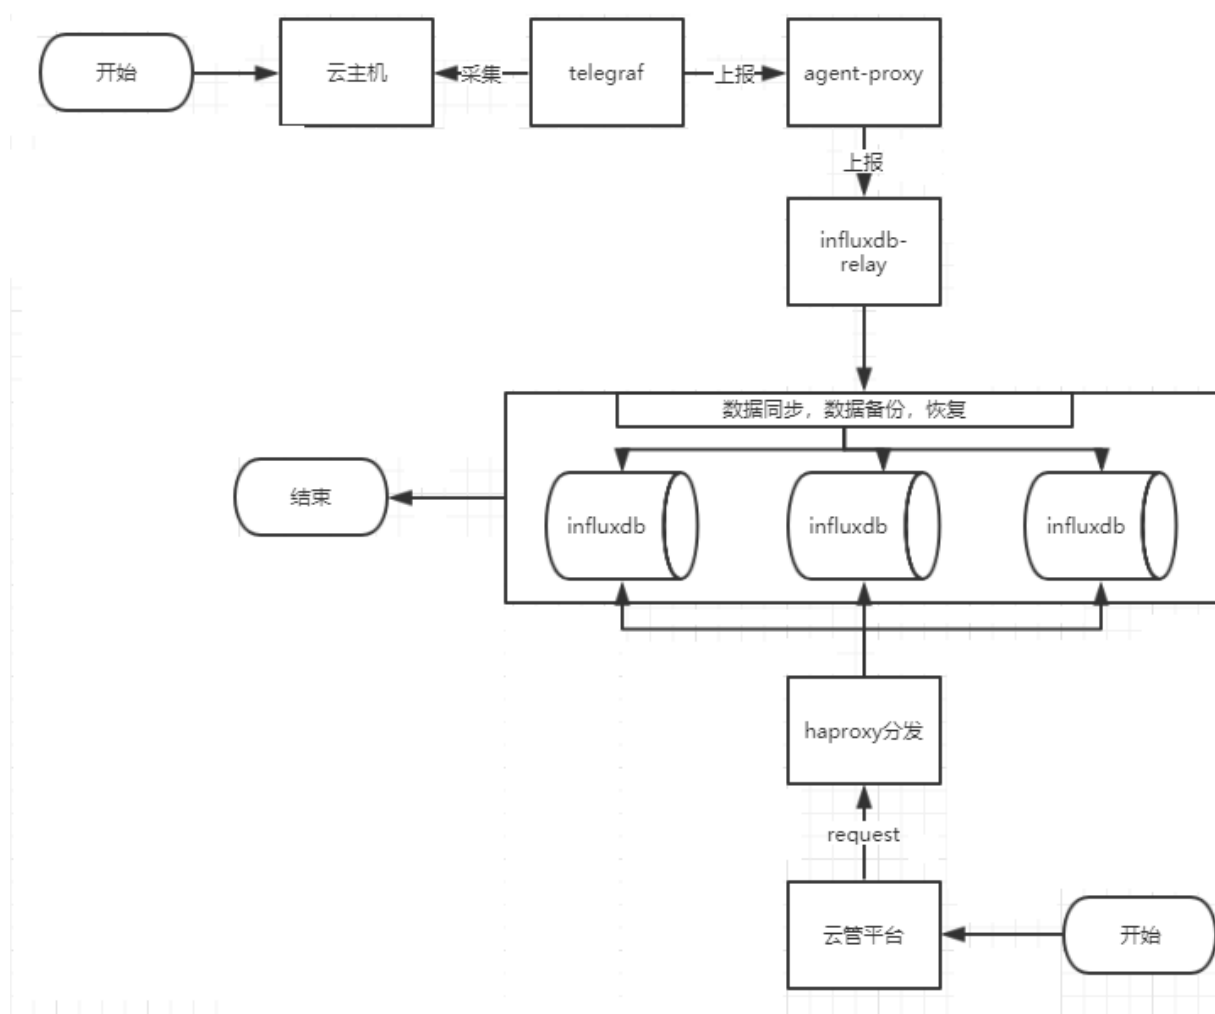 开始
云主机
采集
telegraf
上报
agent-proxy
上报
influxdb-
relay
数据同步，数据备份，恢复
结束
influxdb
influxdb
influxdb
haproxy分发
request
云管平台
开始